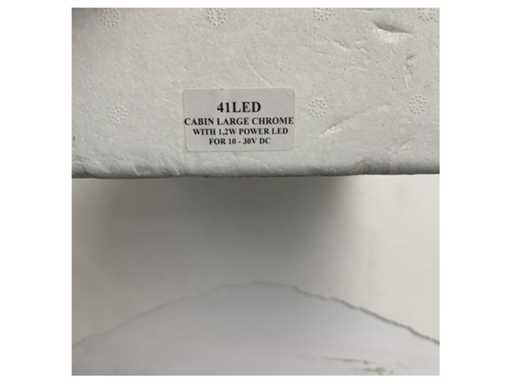 41LED
CABIN LARGE CHROME
WITH 1,2W POWER LED
FOR 10 - 30V DC